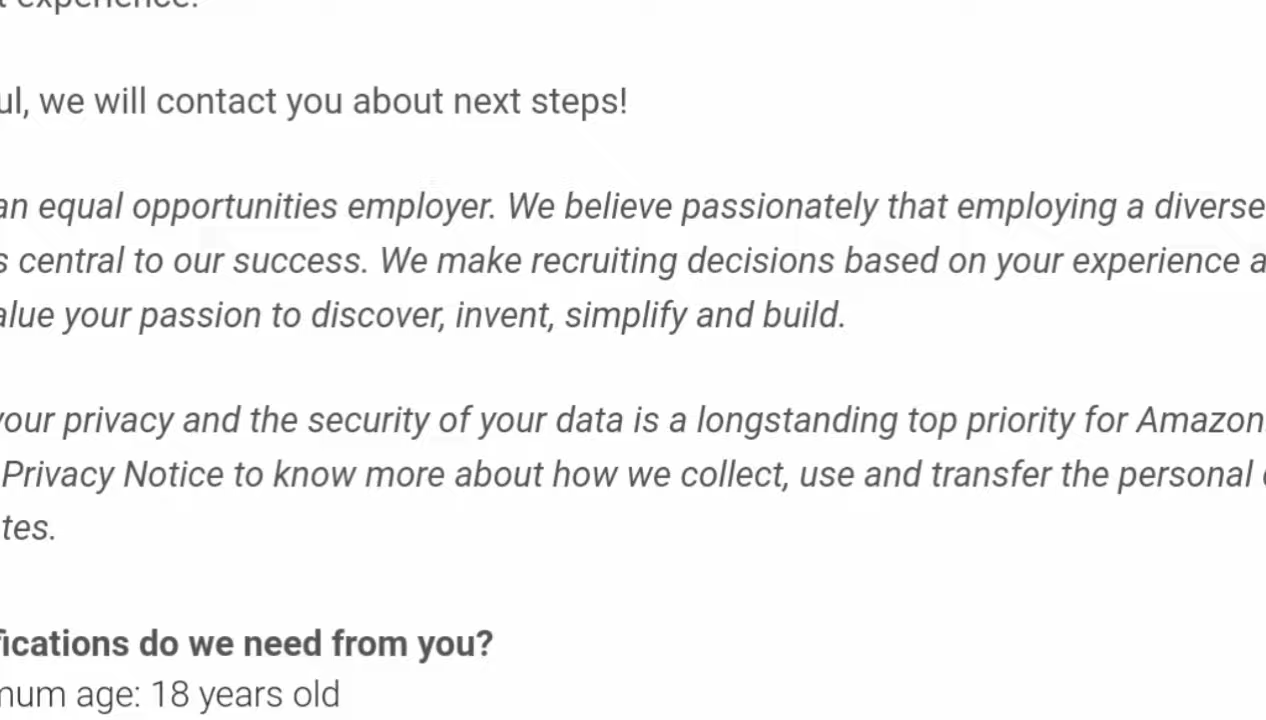 experience.
ul, we will contact you about next steps!
an equal opportunities employer. We believe passionately that employing a diverse
s central to our success. We make recruiting decisions based on your experience a
alue your passion to discover, invent, simplify and build.
your privacy and the security of your data is a longstanding top priority for Amazon.
Privacy Notice to know more about how we collect, use and transfer the personal
tes.
fications do we need from you?
mum age: 18 years old